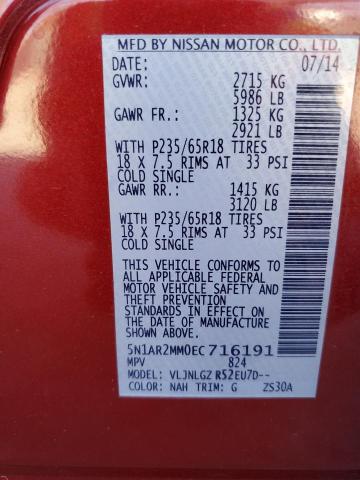 MFD BY NISSAN MOTOR CO., LTD.
DATE: 07/14
GVWR: 2715 KG
5986 LB
GAWR FR.: 1325 KG
2921 LB
WITH P235/65R18 TIRES
18 X 7.5 RIMS AT 33 PSI
COLD SINGLE
GAWR RR.: 1415 KG
3120 LB
WITH P235/65R18 TIRES
18 X 7.5 RIMS AT 33 PSI
COLD SINGLE
THIS VEHICLE CONFORMS TO
ALL APPLICABLE FEDERAL
MOTOR VEHICLE SAFETY
AND THEFT PREVENTION
STANDARDS IN EFFECT ON
THE DATE OF MANUFACTURE
SHOWN ABOVE.
5N1AR2MM0EC716191
MPV 824
MODEL: VLJNLGZ R52EU7D--
COLOR: NAH TRIM: G ZS30A